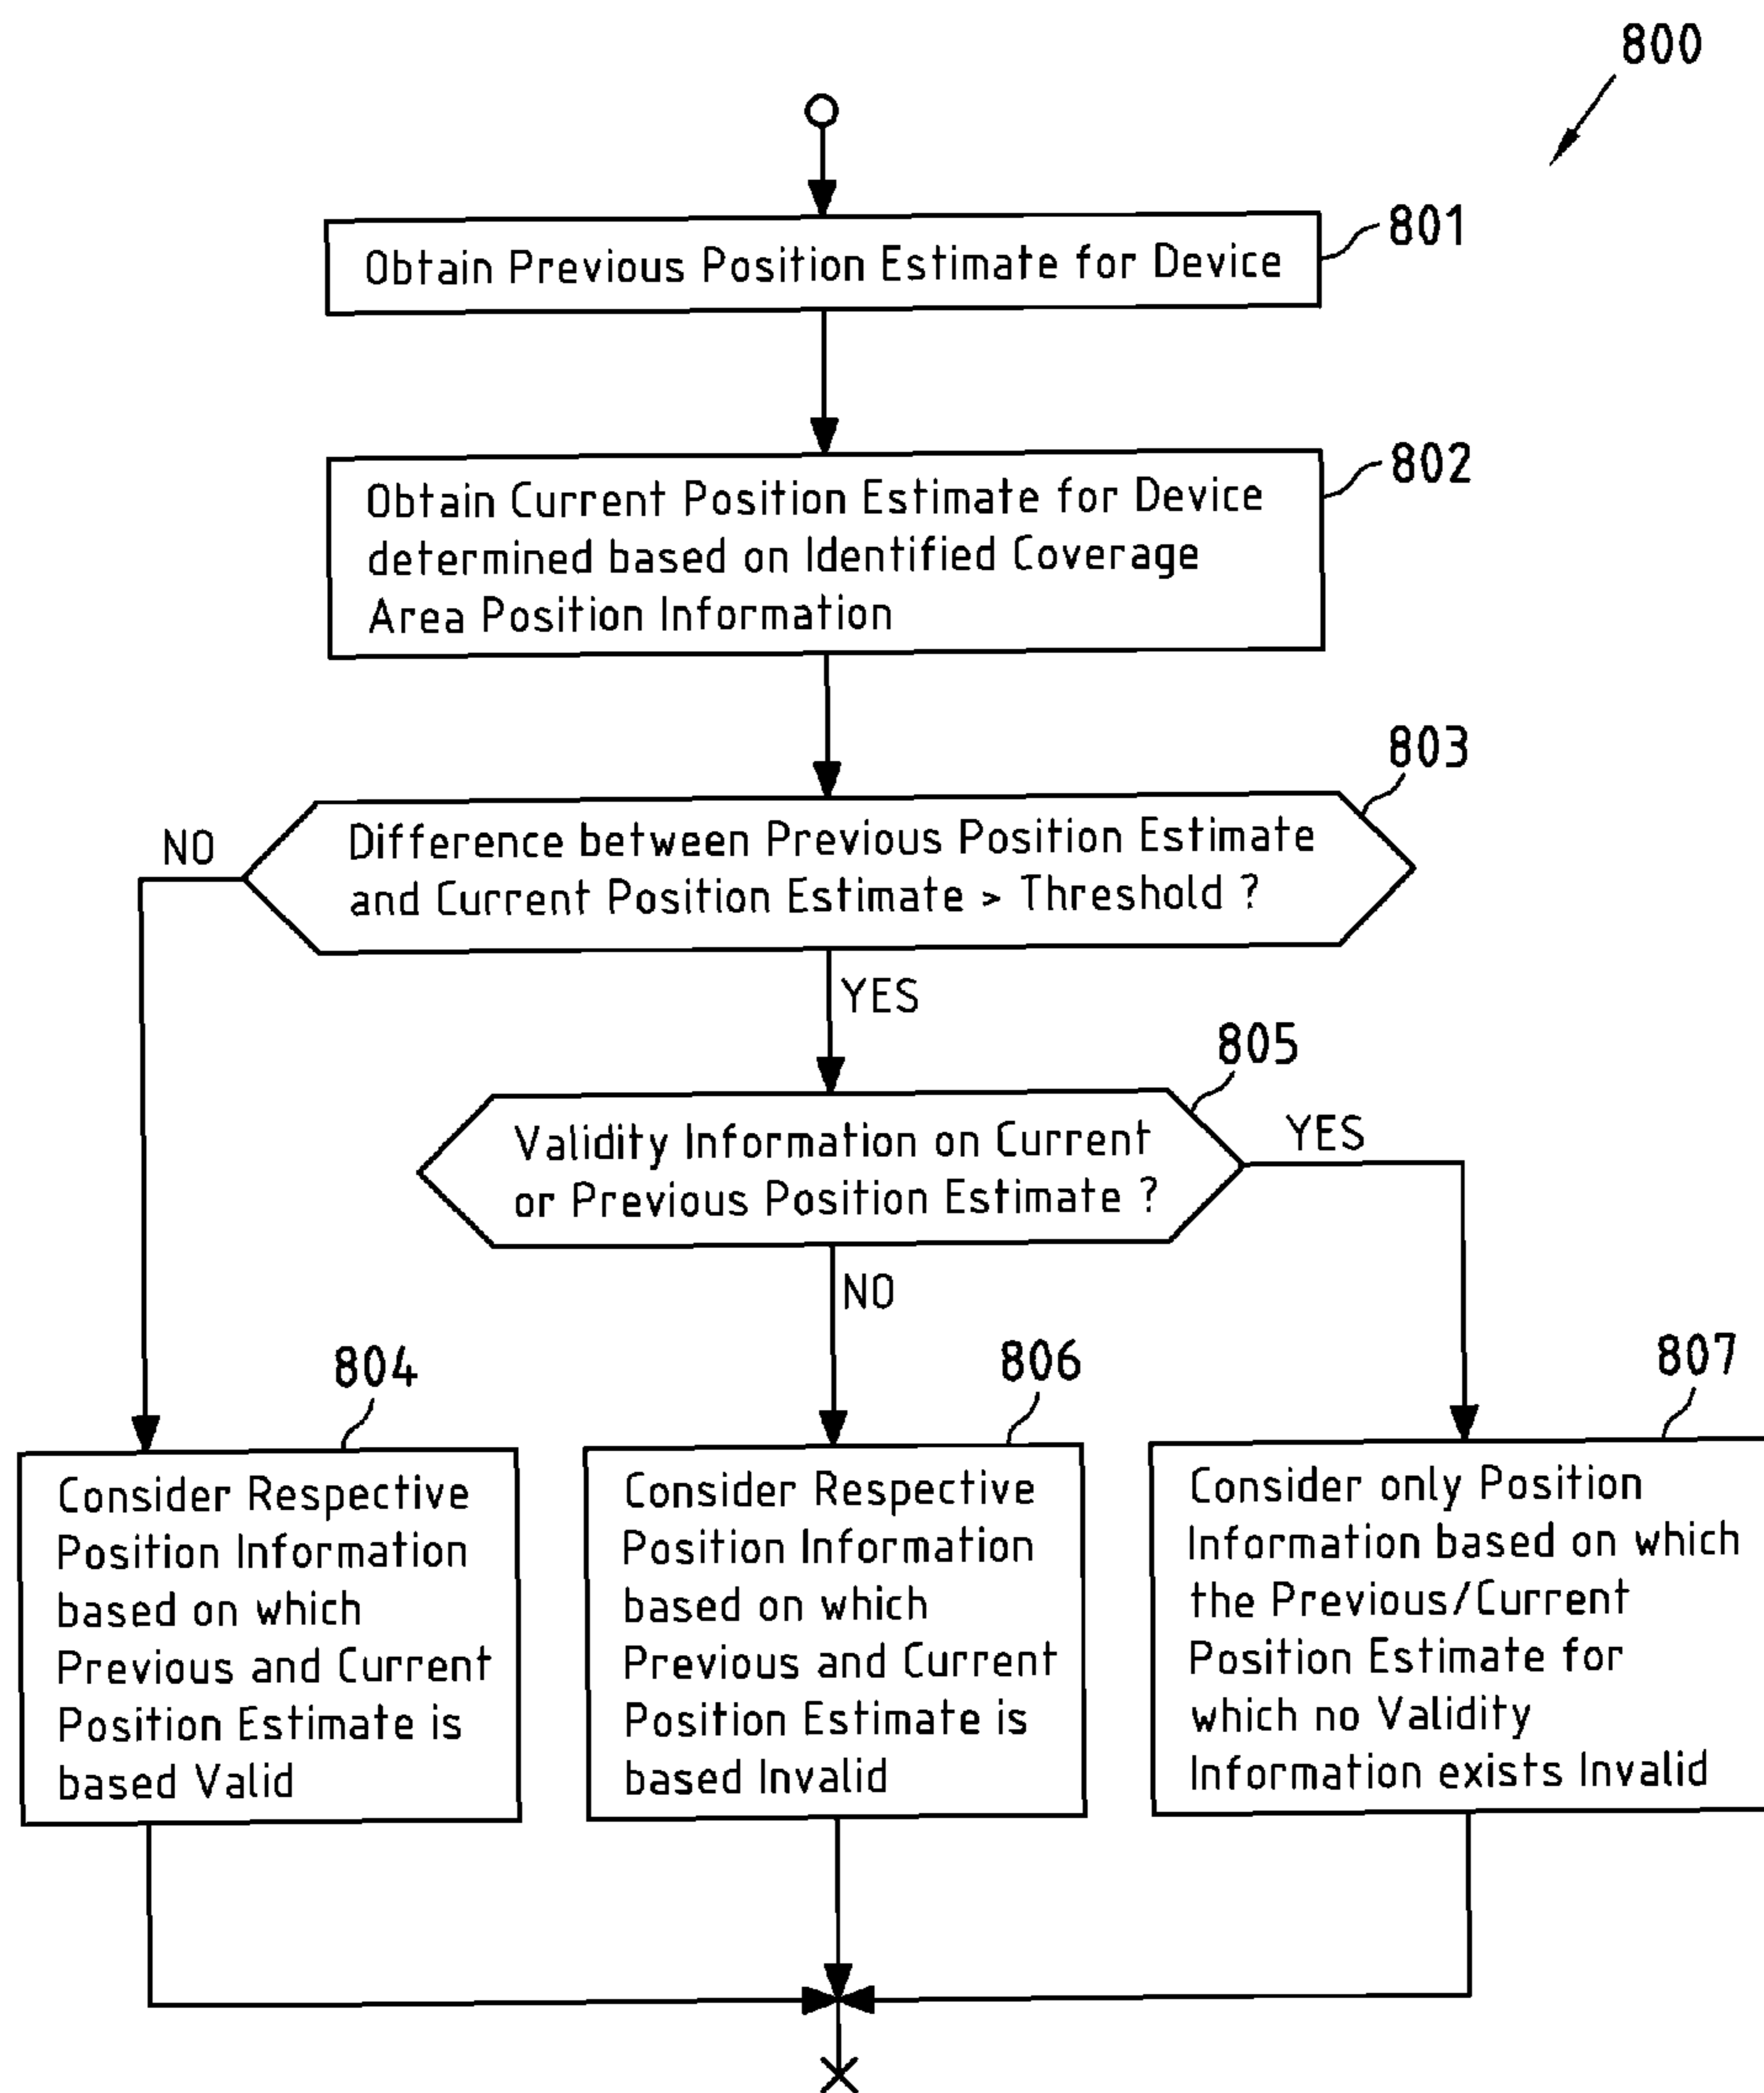 800
801
Obtain Previous Position Estimate for Device
802
Obtain Current Position Estimate for Device
determined based on Identified Coverage
Area Position Information
803
NO
Difference between Previous Position Estimate
and Current Position Estimate > Threshold ?
YES
805
Validity Information on Current
or Previous Position Estimate ?
YES
NO
804
Consider Respective
Position Information
based on which
Previous and Current
Position Estimate is
based Valid
806
Consider Respective
Position Information
based on which
Previous and Current
Position Estimate is
based Invalid
807
Consider only Position
Information based on which
the Previous/Current
Position Estimate for
which no Validity
Information exists Invalid